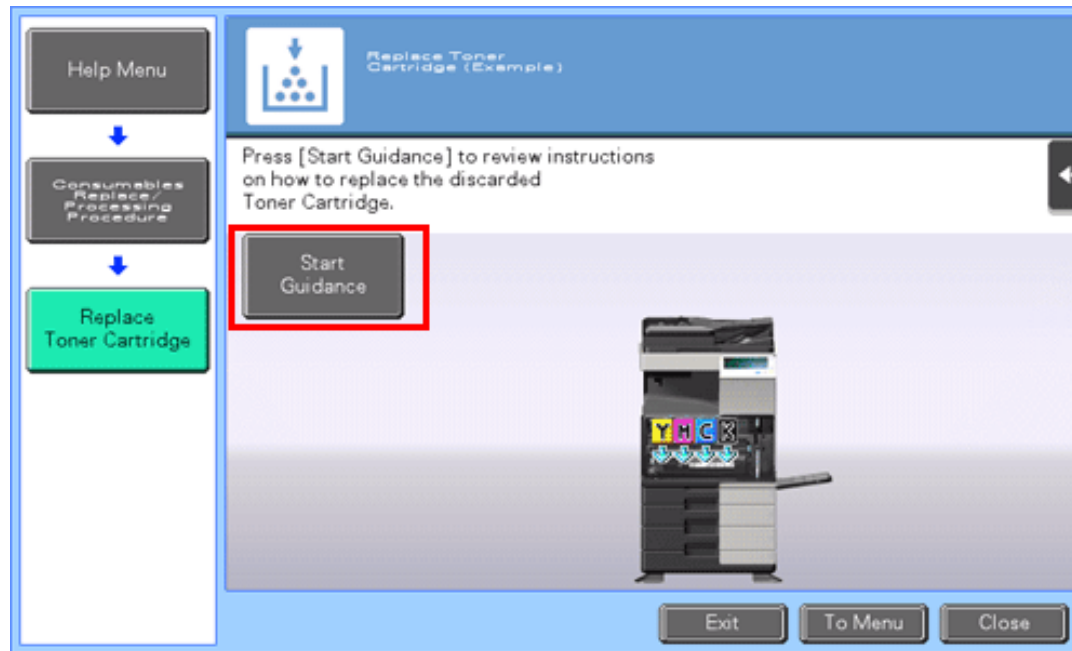 Help Menu
Consumables
Replace/
Processing
Procedure
Replace
Toner Cartridge
Replace Toner
Cartridge (Example)
Press [Start Guidance] to review instructions
on how to replace the discarded
Toner Cartridge.
Start
Guidance
Y M C K
Exit
To Menu
Close